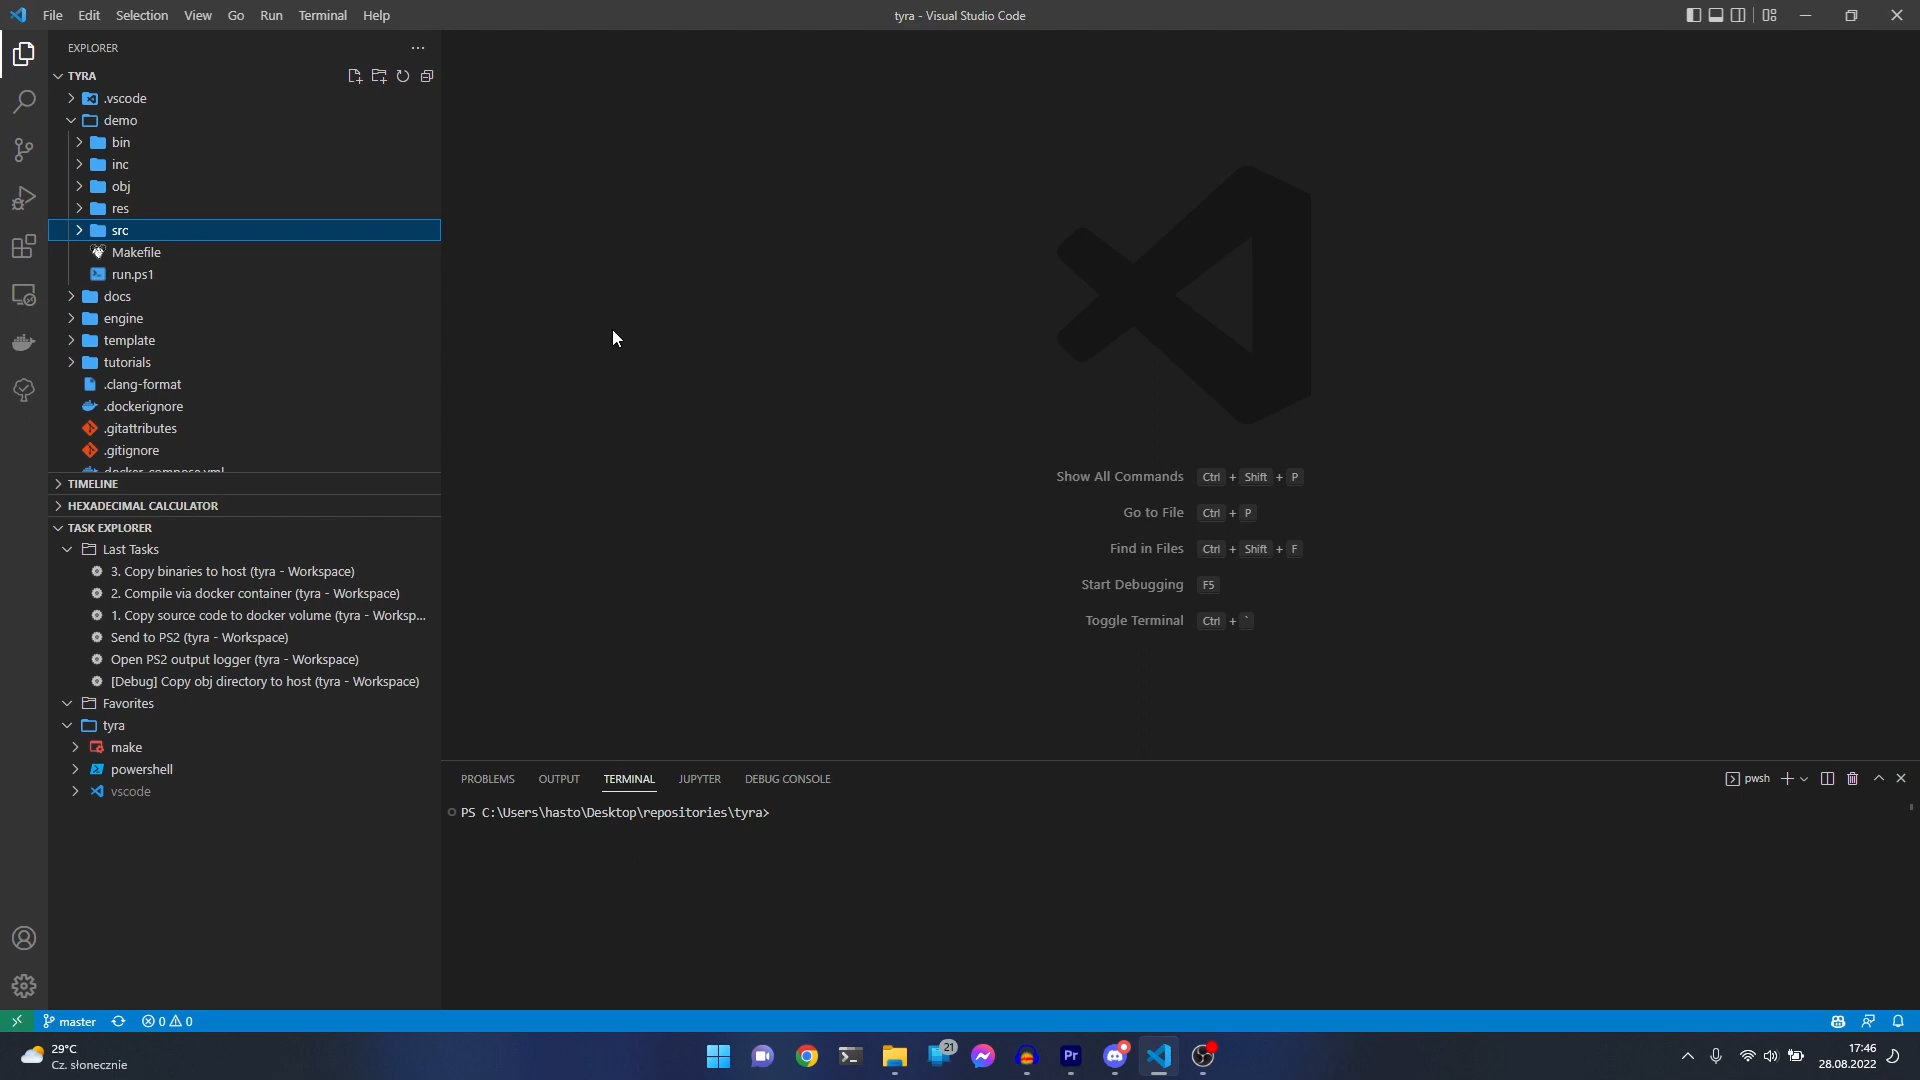 File Edit Selection View Go Run Terminal Help
tyra - Visual Studio Code
EXPLORER
TYRA
.vscode
demo
bin
inc
obj
res
src
Makefile
run.ps1
docs
engine
template
tutorials
.clang-format
.dockerignore
.gitattributes
.gitignore
docker-compose.yml
TIMELINE
HEXADECIMAL CALCULATOR
TASK EXPLORER
Last Tasks
3. Copy binaries to host (tyra - Workspace)
2. Compile via docker container (tyra - Workspace)
1. Copy source code to docker volume (tyra - Worksp...
Send to PS2 (tyra - Workspace)
Open PS2 output logger (tyra - Workspace)
[Debug] Copy obj directory to host (tyra - Workspace)
Favorites
tyra
make
powershell
vscode
Show All Commands Ctrl + Shift + P
Go to File Ctrl + P
Find in Files Ctrl + Shift + F
Start Debugging F5
Toggle Terminal Ctrl + `
PROBLEMS OUTPUT TERMINAL JUPYTER DEBUG CONSOLE
pwsh
PS C:\Users\hasto\Desktop\repositories\tyra>
master 0 0
29°C
Cz. słonecznie
21
Pr
17:46
28.08.2022